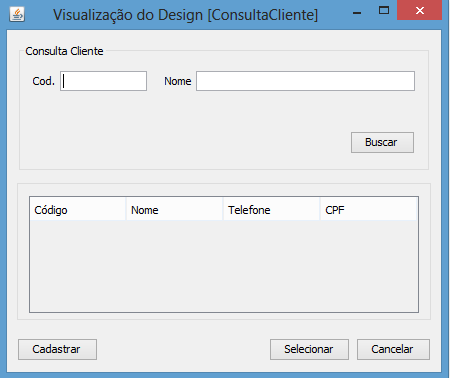 Visualização do Design [ConsultaCliente]
Consulta Cliente
Cod. Nome
Buscar
Código Nome Telefone CPF
Cadastrar Selecionar Cancelar